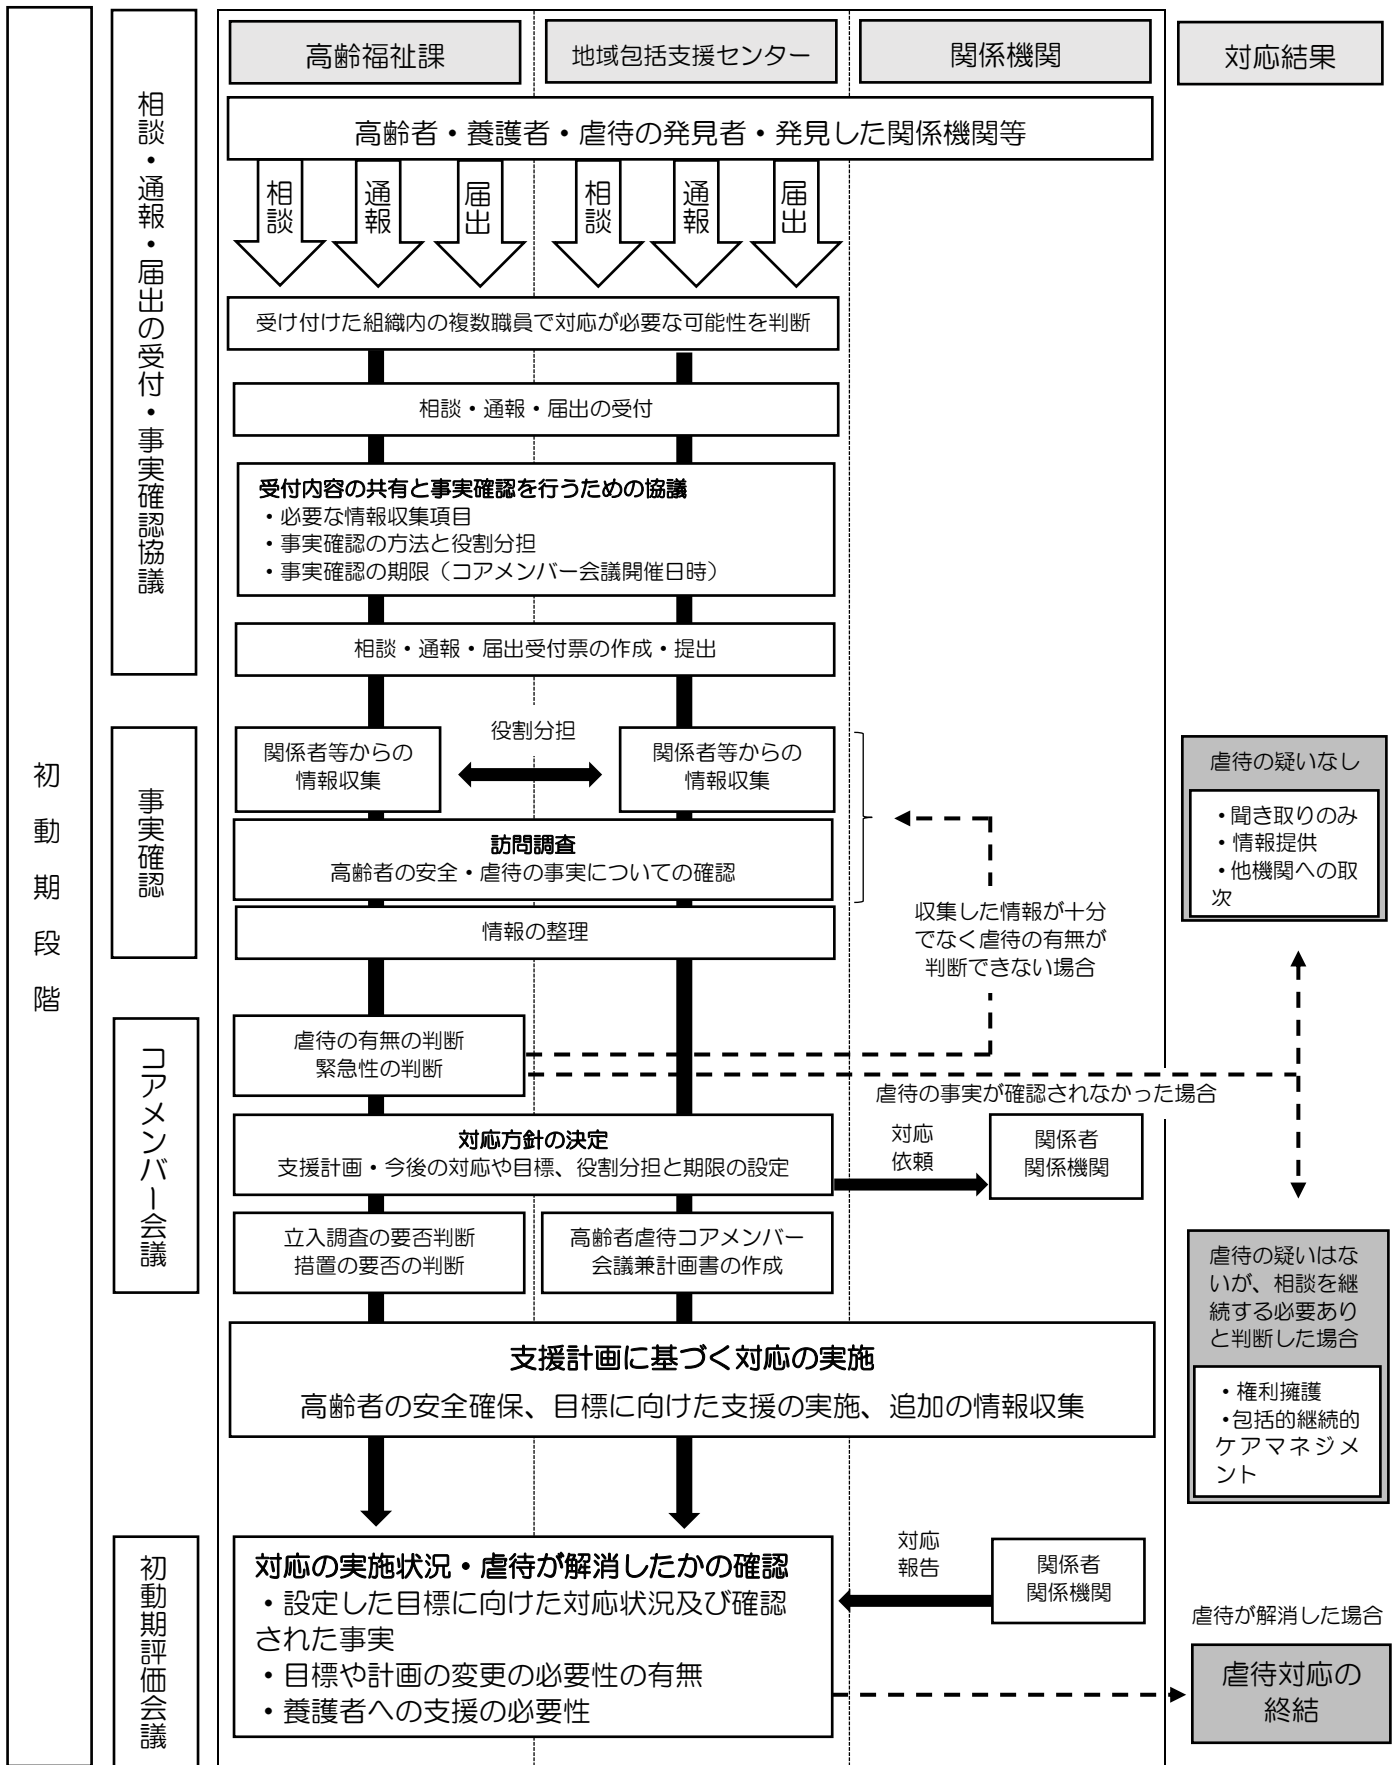 高齢福祉課
地域包括支援センター
関係機関
対応結果
初動期段階
相談・通報・届出の受付・事実確認協議
高齢者・養護者・虐待の発見者・発見した関係機関等
相談
通報
届出
相談
通報
届出
受け付けた組織内の複数職員で対応が必要な可能性を判断
相談・通報・届出の受付
受付内容の共有と事実確認を行うための協議
・必要な情報収集項目
・事実確認の方法と役割分担
・事実確認の期限（コアメンバー会議開催日時）
相談・通報・届出受付票の作成・提出
事実確認
関係者等からの
情報収集
役割分担
関係者等からの
情報収集
訪問調査
高齢者の安全・虐待の事実についての確認
情報の整理
収集した情報が十分
でなく虐待の有無が
判断できない場合
虐待の疑いなし
・聞き取りのみ
・情報提供
・他機関への取
次
コアメンバー会議
虐待の有無の判断
緊急性の判断
虐待の事実が確認されなかった場合
対応方針の決定
支援計画・今後の対応や目標、役割分担と期限の設定
対応
依頼
関係者
関係機関
立入調査の要否判断
措置の要否の判断
高齢者虐待コアメンバー
会議兼計画書の作成
虐待の疑いはな
いが、相談を継
続する必要あり
と判断した場合
・権利擁護
・包括的継続的
ケアマネジメ
ント
支援計画に基づく対応の実施
高齢者の安全確保、目標に向けた支援の実施、追加の情報収集
初動期評価会議
対応の実施状況・虐待が解消したかの確認
・設定した目標に向けた対応状況及び確認
された事実
・目標や計画の変更の必要性の有無
・養護者への支援の必要性
対応
報告
関係者
関係機関
虐待が解消した場合
虐待対応の
終結